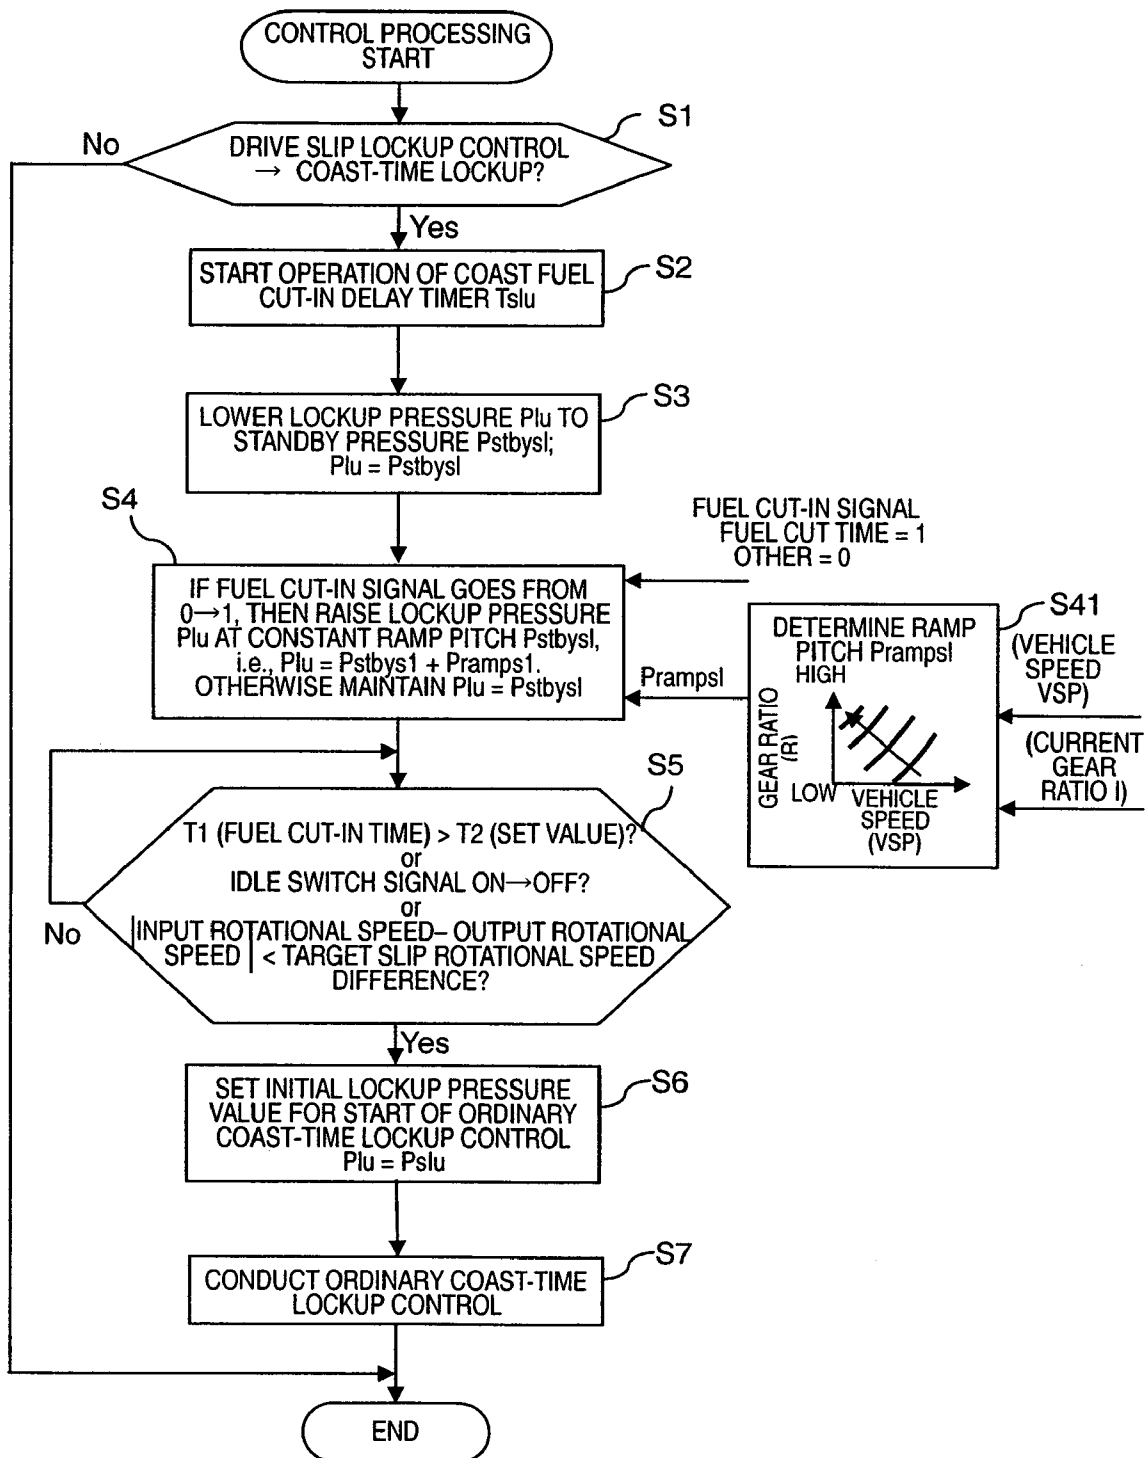 CONTROL PROCESSING
START
S1
No
DRIVE SLIP LOCKUP CONTROL
→ COAST-TIME LOCKUP?
Yes
S2
START OPERATION OF COAST FUEL
CUT-IN DELAY TIMER Tslu
S3
LOWER LOCKUP PRESSURE Plu TO
STANDBY PRESSURE Pstbysl;
Plu = Pstbysl
S4
FUEL CUT-IN SIGNAL
FUEL CUT TIME = 1
OTHER = 0
IF FUEL CUT-IN SIGNAL GOES FROM
0→1, THEN RAISE LOCKUP PRESSURE
Plu AT CONSTANT RAMP PITCH Pstbysl,
i.e., Plu = Pstbys1 + Pramps1.
OTHERWISE MAINTAIN Plu = Pstbysl
Prampsl
S41
DETERMINE RAMP
PITCH Prampsl
HIGH
GEAR RATIO
(R)
LOW
VEHICLE
SPEED
(VSP)
(VEHICLE
SPEED
VSP)
(CURRENT
GEAR
RATIO I)
S5
T1 (FUEL CUT-IN TIME) > T2 (SET VALUE)?
or
IDLE SWITCH SIGNAL ON→OFF?
or
|INPUT ROTATIONAL SPEED– OUTPUT ROTATIONAL
SPEED| < TARGET SLIP ROTATIONAL SPEED
DIFFERENCE?
No
Yes
S6
SET INITIAL LOCKUP PRESSURE
VALUE FOR START OF ORDINARY
COAST-TIME LOCKUP CONTROL
Plu = Pslu
S7
CONDUCT ORDINARY COAST-TIME
LOCKUP CONTROL
END